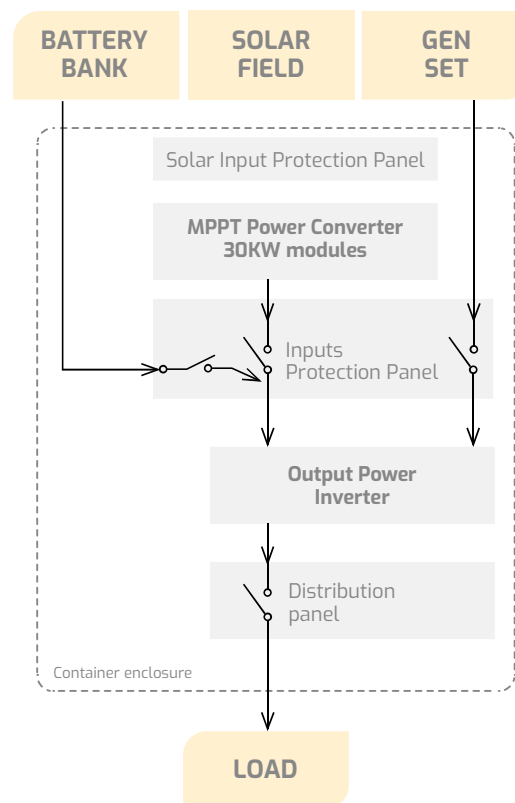 BATTERY
BANK
SOLAR
FIELD
GEN
SET
Solar Input Protection Panel
MPPT Power Converter
30KW modules
Inputs
Protection Panel
Output Power
Inverter
Distribution
panel
Container enclosure
LOAD